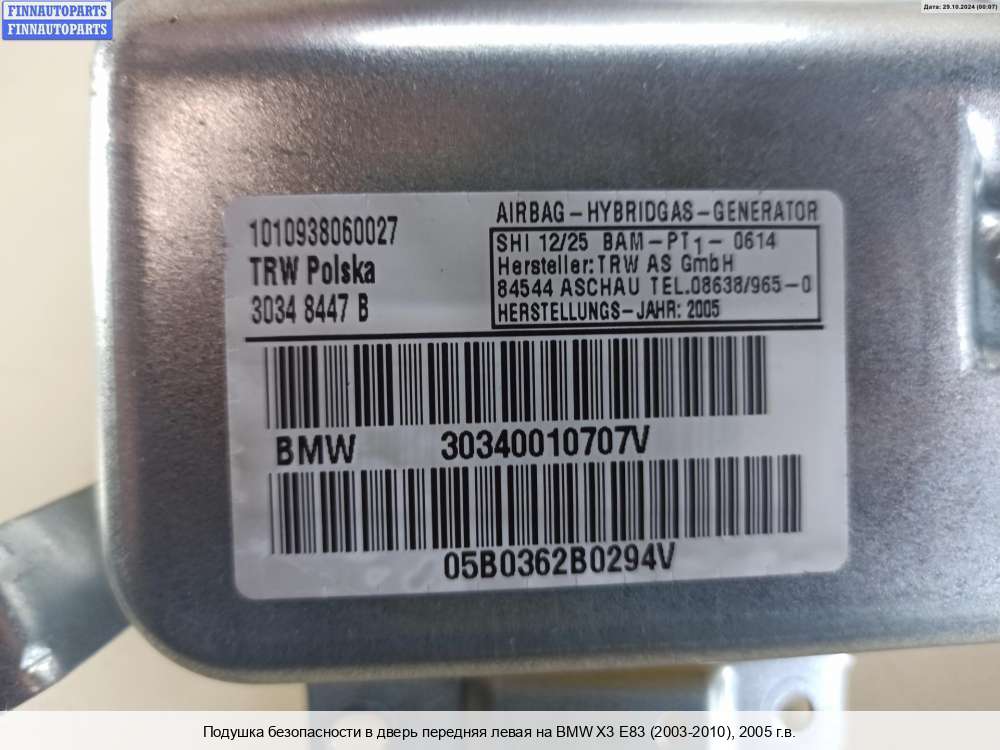 FINNAUTOPARTS
FINNAUTOPARTS
Дата: 29.10.2024 (00:07)
1010938060027
TRW Polska
3034 8447 B
AIRBAG-HYBRIDGAS-GENERATOR
SHI 12/25 BAM-PT1- 0614
Hersteller:TRW AS GmbH
84544 ASCHAU TEL.08638/965-0
HERSTELLUNGS-JAHR: 2005
BMW 30340010707V
05B0362B0294V
Подушка безопасности в дверь передняя левая на BMW X3 E83 (2003-2010), 2005 г.в.